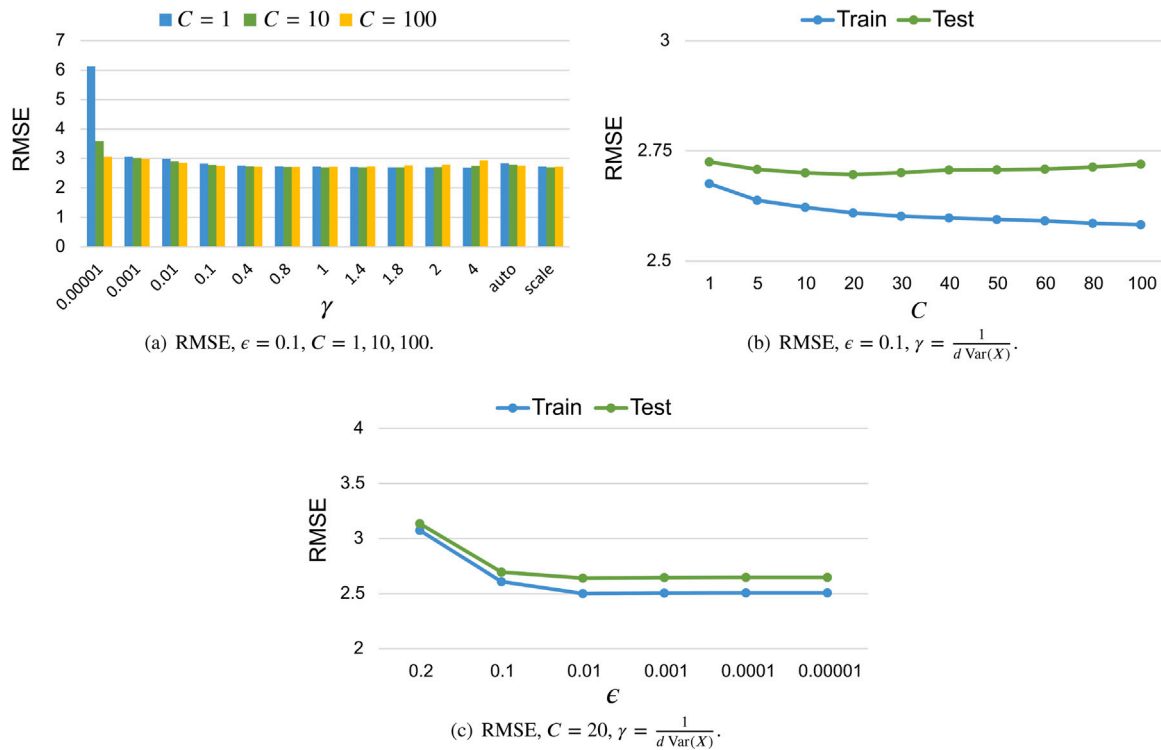 C = 1 C = 10 C = 100
RMSE
7
6
5
4
3
2
1
0
0.00001 0.001 0.01 0.1 0.4 0.8 1 1.4 1.8 2 4 auto scale
γ
(a) RMSE, ϵ = 0.1, C = 1, 10, 100.
Train Test
RMSE
3
2.75
2.5
1 5 10 20 30 40 50 60 80 100
C
(b) RMSE, ϵ = 0.1, γ = 1/(d Var(X)).
Train Test
RMSE
4
3.5
3
2.5
2
0.2 0.1 0.01 0.001 0.0001 0.00001
ϵ
(c) RMSE, C = 20, γ = 1/(d Var(X)).